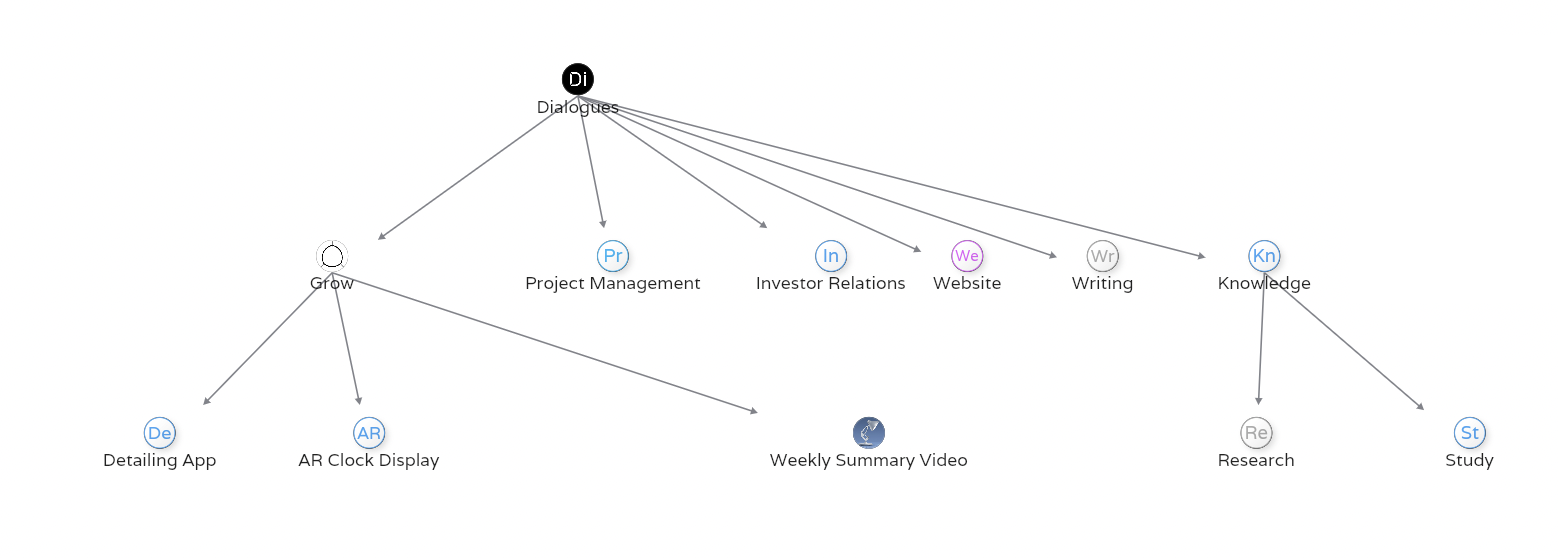 Di
Dialogues
Grow
Pr
Project Management
In
Investor Relations
We
Website
Wr
Writing
Kn
Knowledge
De
Detailing App
AR
AR Clock Display
Weekly Summary Video
Re
Research
St
Study